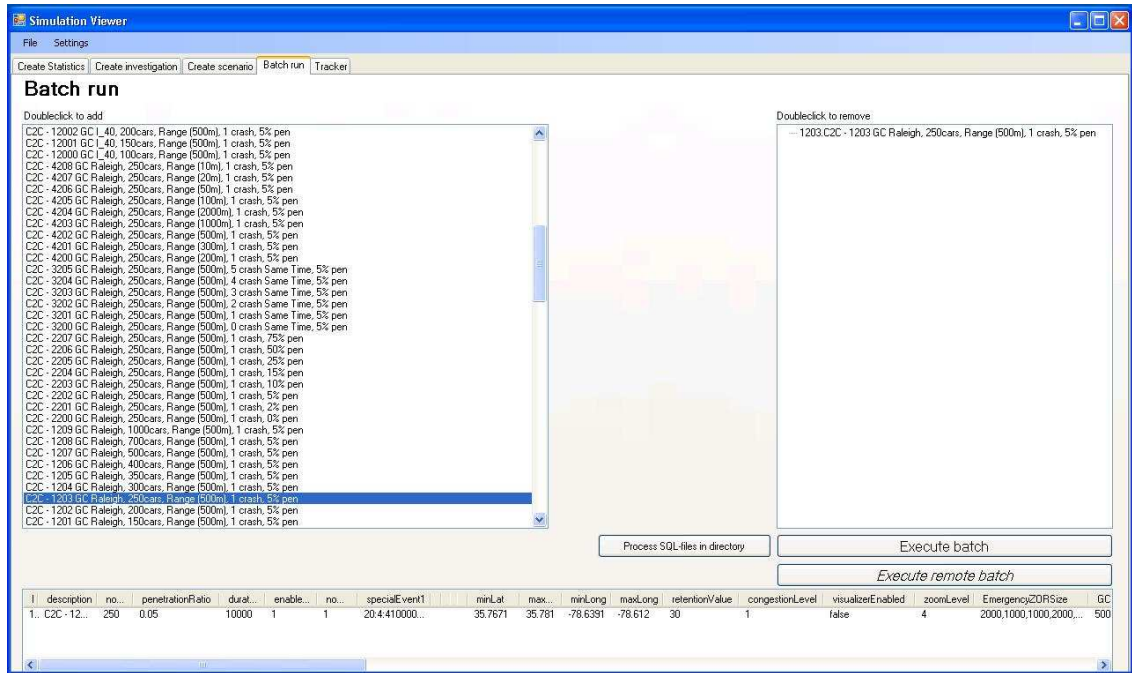 Simulation Viewer
File Settings
Create Statistics Create investigation Create scenario Batch run Tracker
Batch run
Doubleclick to add
C2C - 12002 GC I_40, 200cars, Range (500m), 1 crash, 5% pen
C2C - 12001 GC I_40, 150cars, Range (500m), 1 crash, 5% pen
C2C - 12000 GC I_40, 100cars, Range (500m), 1 crash, 5% pen
C2C - 4208 GC Raleigh, 250cars, Range (10m), 1 crash, 5% pen
C2C - 4207 GC Raleigh, 250cars, Range (20m), 1 crash, 5% pen
C2C - 4206 GC Raleigh, 250cars, Range (50m), 1 crash, 5% pen
C2C - 4205 GC Raleigh, 250cars, Range (100m), 1 crash, 5% pen
C2C - 4204 GC Raleigh, 250cars, Range (2000m), 1 crash, 5% pen
C2C - 4203 GC Raleigh, 250cars, Range (1000m), 1 crash, 5% pen
C2C - 4202 GC Raleigh, 250cars, Range (500m), 1 crash, 5% pen
C2C - 4201 GC Raleigh, 250cars, Range (300m), 1 crash, 5% pen
C2C - 4200 GC Raleigh, 250cars, Range (200m), 1 crash, 5% pen
C2C - 3205 GC Raleigh, 250cars, Range (500m), 5 crash Same Time, 5% pen
C2C - 3204 GC Raleigh, 250cars, Range (500m), 4 crash Same Time, 5% pen
C2C - 3203 GC Raleigh, 250cars, Range (500m), 3 crash Same Time, 5% pen
C2C - 3202 GC Raleigh, 250cars, Range (500m), 2 crash Same Time, 5% pen
C2C - 3201 GC Raleigh, 250cars, Range (500m), 1 crash Same Time, 5% pen
C2C - 3200 GC Raleigh, 250cars, Range (500m), 0 crash Same Time, 5% pen
C2C - 2207 GC Raleigh, 250cars, Range (500m), 1 crash, 75% pen
C2C - 2206 GC Raleigh, 250cars, Range (500m), 1 crash, 50% pen
C2C - 2205 GC Raleigh, 250cars, Range (500m), 1 crash, 25% pen
C2C - 2204 GC Raleigh, 250cars, Range (500m), 1 crash, 15% pen
C2C - 2203 GC Raleigh, 250cars, Range (500m), 1 crash, 10% pen
C2C - 2202 GC Raleigh, 250cars, Range (500m), 1 crash, 5% pen
C2C - 2201 GC Raleigh, 250cars, Range (500m), 1 crash, 2% pen
C2C - 2200 GC Raleigh, 250cars, Range (500m), 1 crash, 0% pen
C2C - 1209 GC Raleigh, 1000cars, Range (500m), 1 crash, 5% pen
C2C - 1208 GC Raleigh, 700cars, Range (500m), 1 crash, 5% pen
C2C - 1207 GC Raleigh, 500cars, Range (500m), 1 crash, 5% pen
C2C - 1206 GC Raleigh, 400cars, Range (500m), 1 crash, 5% pen
C2C - 1205 GC Raleigh, 350cars, Range (500m), 1 crash, 5% pen
C2C - 1204 GC Raleigh, 300cars, Range (500m), 1 crash, 5% pen
C2C - 1203 GC Raleigh, 250cars, Range (500m), 1 crash, 5% pen
C2C - 1202 GC Raleigh, 200cars, Range (500m), 1 crash, 5% pen
C2C - 1201 GC Raleigh, 150cars, Range (500m), 1 crash, 5% pen
Doubleclick to remove
1203.C2C - 1203 GC Raleigh, 250cars, Range (500m), 1 crash, 5% pen
Process SQL-files in directory
Execute batch
Execute remote batch
I description no... penetrationRatio durat... enable... no... specialEvent1 minLat max... minLong maxLong retentionValue congestionLevel visualizerEnabled zoomLevel EmergencyZORSize GC
1.. C2C - 12... 250 0.05 10000 1 1 20:4:410000... 35.7671 35.781 -78.6391 -78.612 30 1 false 4 2000,1000,1000,2000,... 500